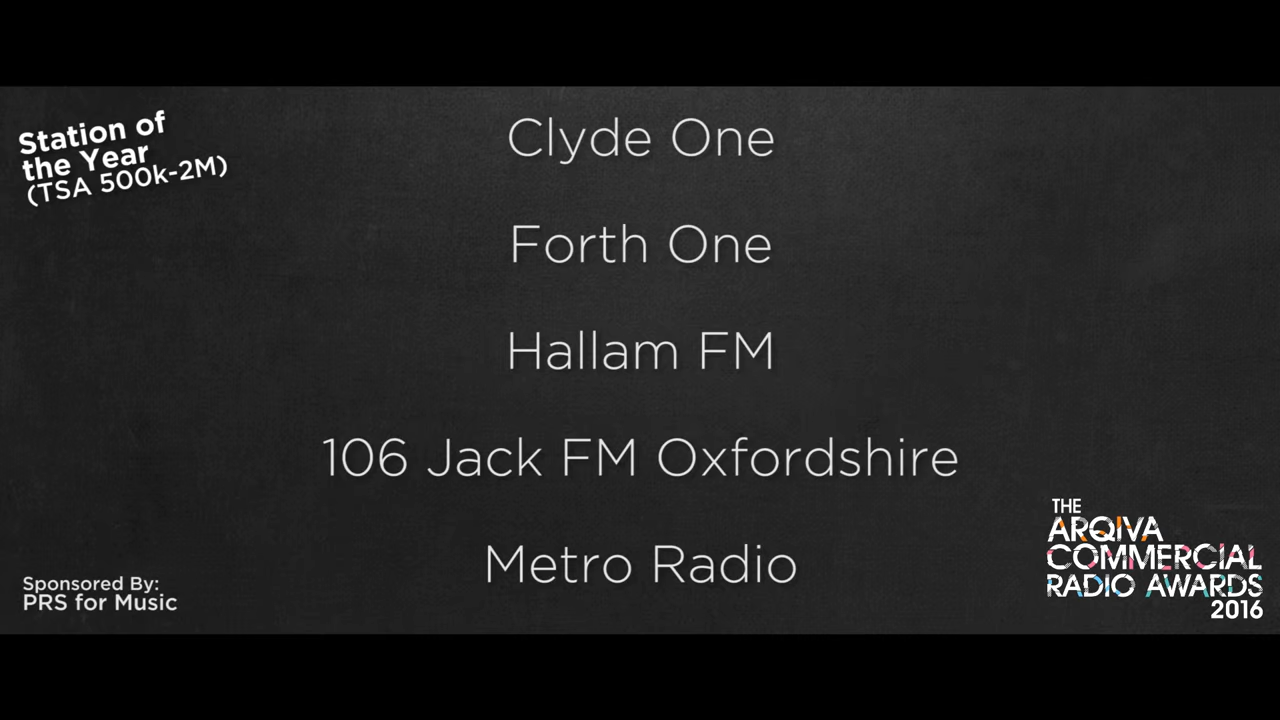 Station of
the Year
(TSA 500k-2M)
Clyde One
Forth One
Hallam FM
106 Jack FM Oxfordshire
Metro Radio
Sponsored By:
PRS for Music
THE
ARQIVA
COMMERCIAL
RADIO AWARDS
2016